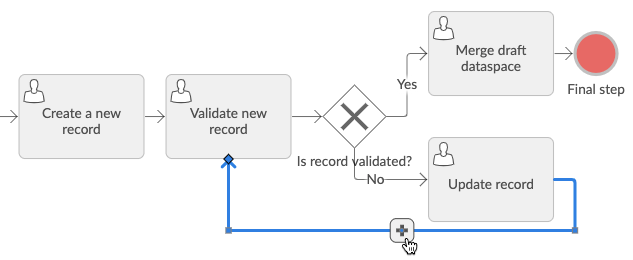 Create a new
record
Validate new
record
Is record validated?
Yes
Merge draft
dataspace
Final step
No
Update record